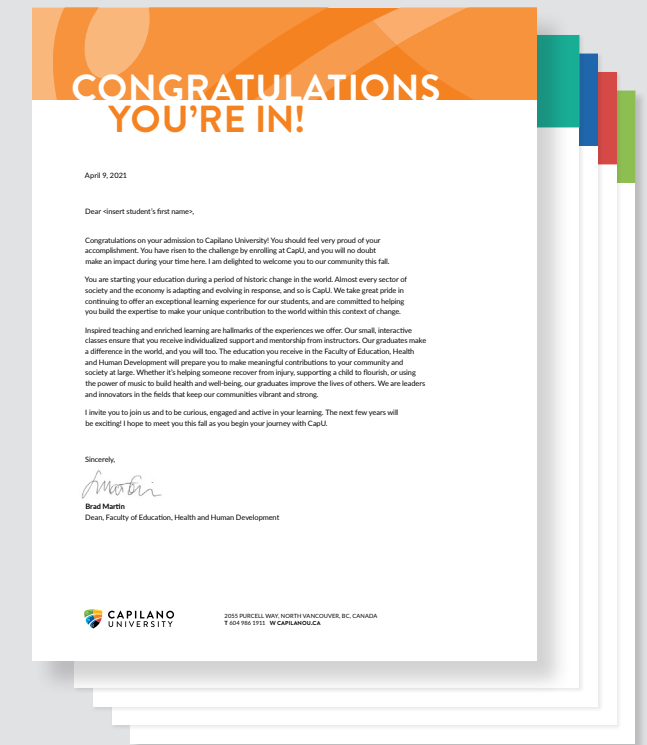 CONGRATULATIONS
YOU'RE IN!
April 9, 2021
Dear <insert student's first name>,
Congratulations on your admission to Capilano University! You should feel very proud of your
accomplishment. You have risen to the challenge by enrolling at CapU, and you will no doubt
make an impact during your time here. I am delighted to welcome you to our community this fall.
You are starting your education during a period of historic change in the world. Almost every sector of
society and the economy is adapting and evolving in response, and so is CapU. We take great pride in
continuing to offer an exceptional learning experience for our students, and are committed to helping
you build the expertise to make your unique contribution to the world within this context of change.
Inspired teaching and enriched learning are hallmarks of the experiences we offer. Our small, interactive
classes ensure that you receive individualized support and mentorship from instructors. Our graduates make
a difference in the world, and you will too. The education you receive in the Faculty of Education, Health
and Human Development will prepare you to make meaningful contributions to your community and
society at large. Whether it's helping someone recover from injury, supporting a child to flourish, or using
the power of music to build health and well-being, our graduates improve the lives of others. We are leaders
and innovators in the fields that keep our communities vibrant and strong.
I invite you to join us and to be curious, engaged and active in your learning. The next few years will
be exciting! I hope to meet you this fall as you begin your journey with CapU.
Sincerely,
Brad Martin
Dean, Faculty of Education, Health and Human Development
CAPILANO
UNIVERSITY
2055 PURCELL WAY, NORTH VANCOUVER, BC, CANADA
T 604 986 1911 W CAPILANOU.CA